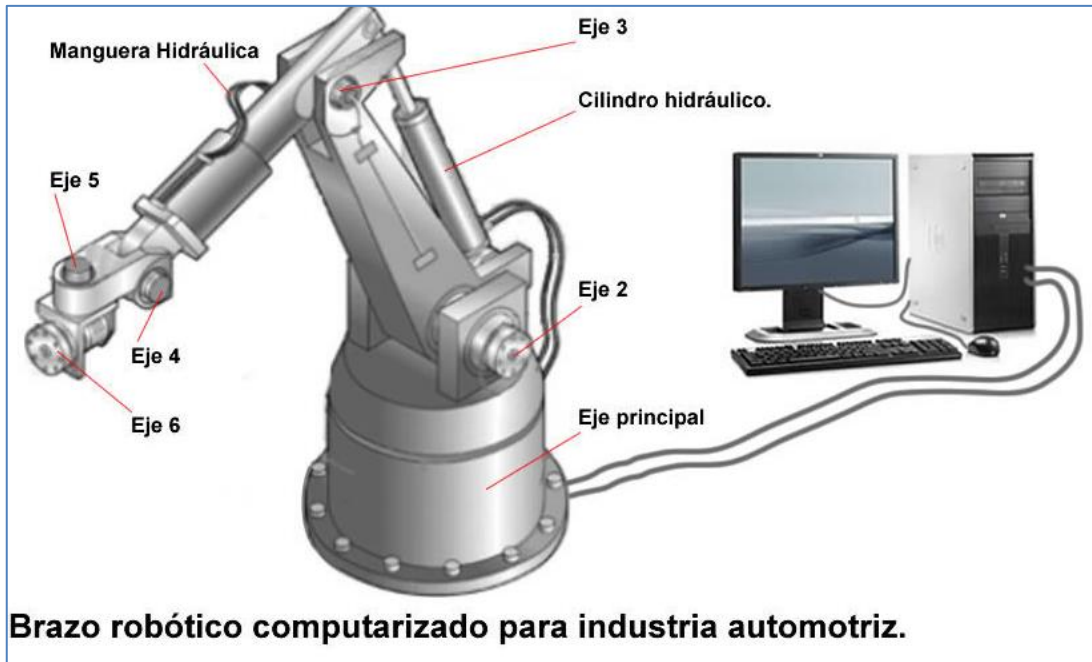 Eje 3
Manguera Hidráulica
Cilindro hidráulico.
Eje 5
Eje 2
Eje 4
Eje 6
Eje principal
Brazo robótico computarizado para industria automotriz.